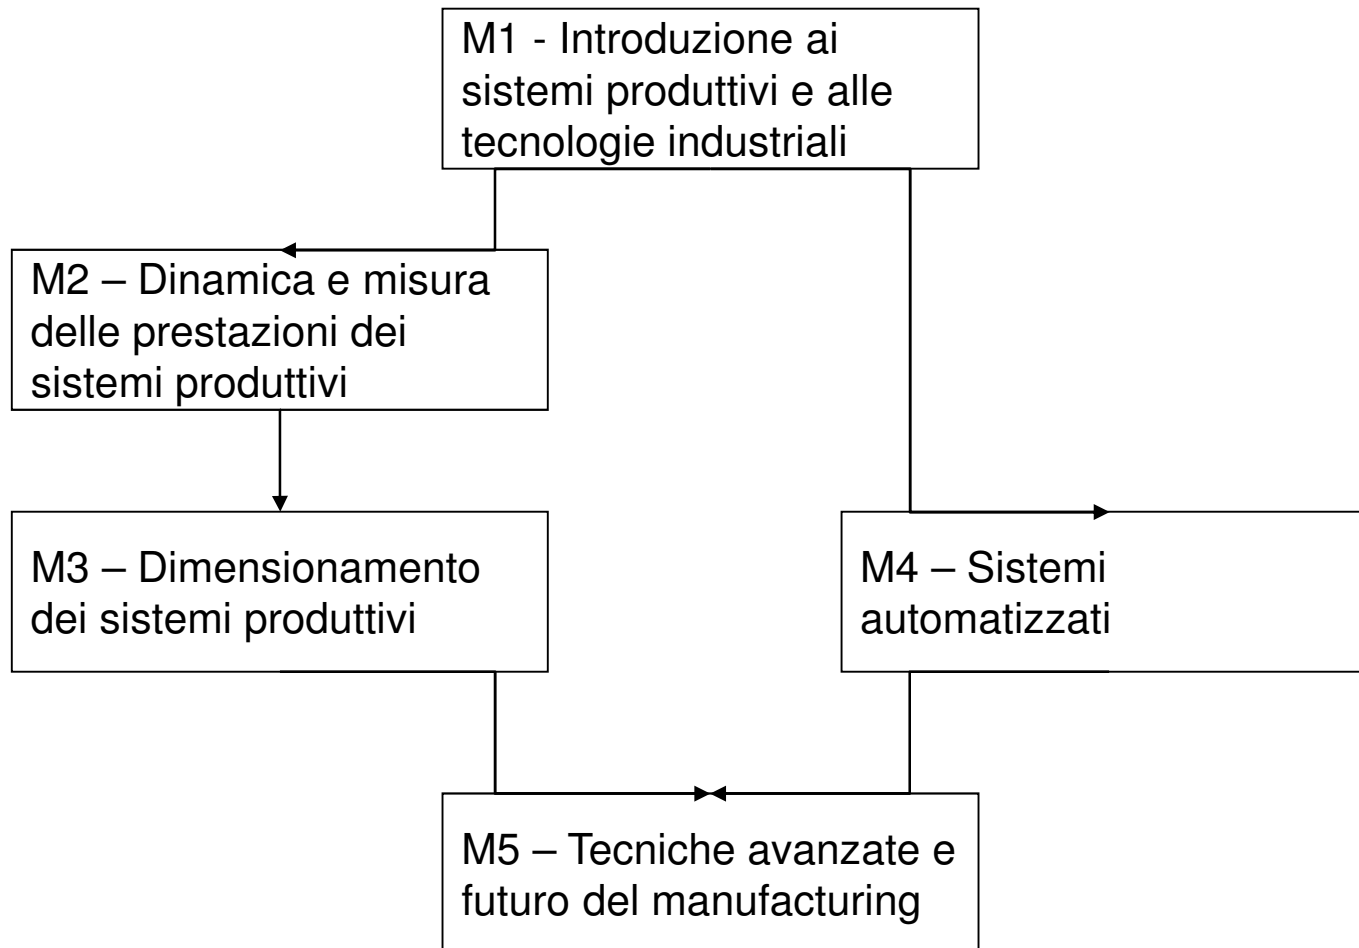 M1 - Introduzione ai
sistemi produttivi e alle
tecnologie industriali
M2 – Dinamica e misura
delle prestazioni dei
sistemi produttivi
M3 – Dimensionamento
dei sistemi produttivi
M4 – Sistemi
automatizzati
M5 – Tecniche avanzate e
futuro del manufacturing